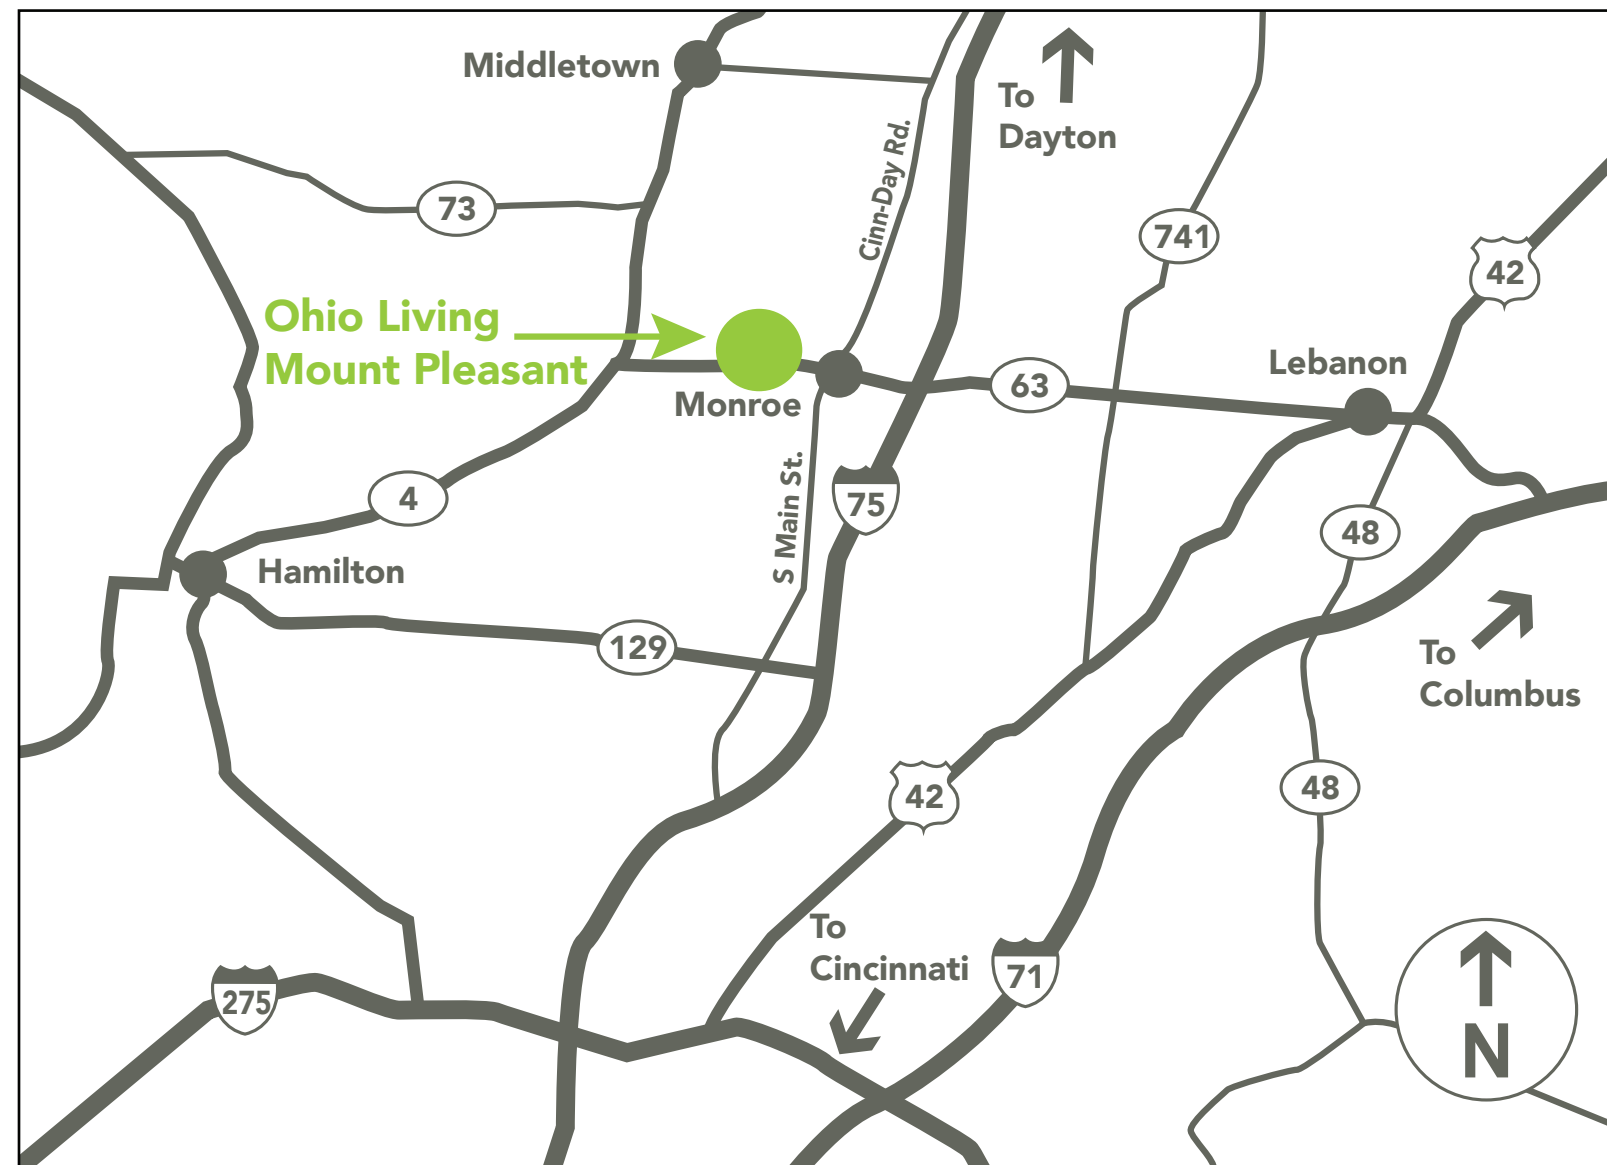 Middletown
To
Dayton
Cinn-Day Rd.
73
741
42
Ohio Living
Mount Pleasant
Monroe
63
Lebanon
4
S Main St.
75
48
Hamilton
129
To
Columbus
42
48
To
Cincinnati
71
275
N